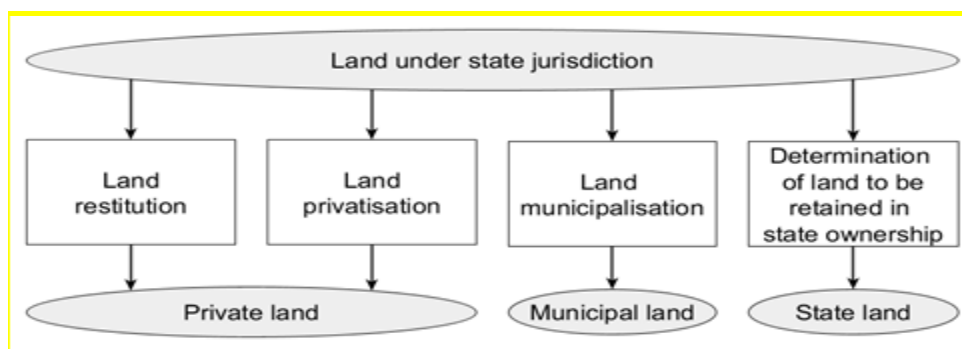 Land under state jurisdiction
Land
restitution
Land
privatisation
Land
municipalisation
Determination
of land to be
retained in
state ownership
Private land
Municipal land
State land